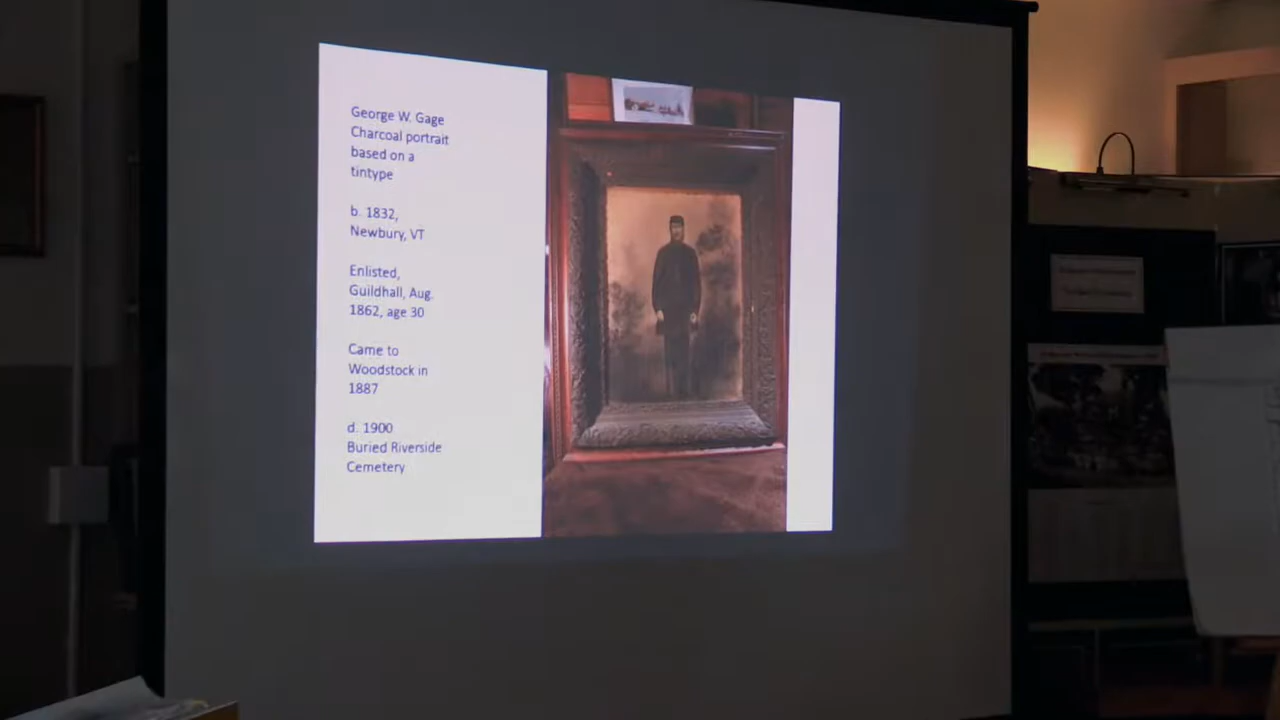 George W. Gage
Charcoal portrait
based on a
tintype
b. 1832,
Newbury, VT
Enlisted,
Guildhall, Aug.
1862, age 30
Came to
Woodstock in
1887
d. 1900
Buried Riverside
Cemetery